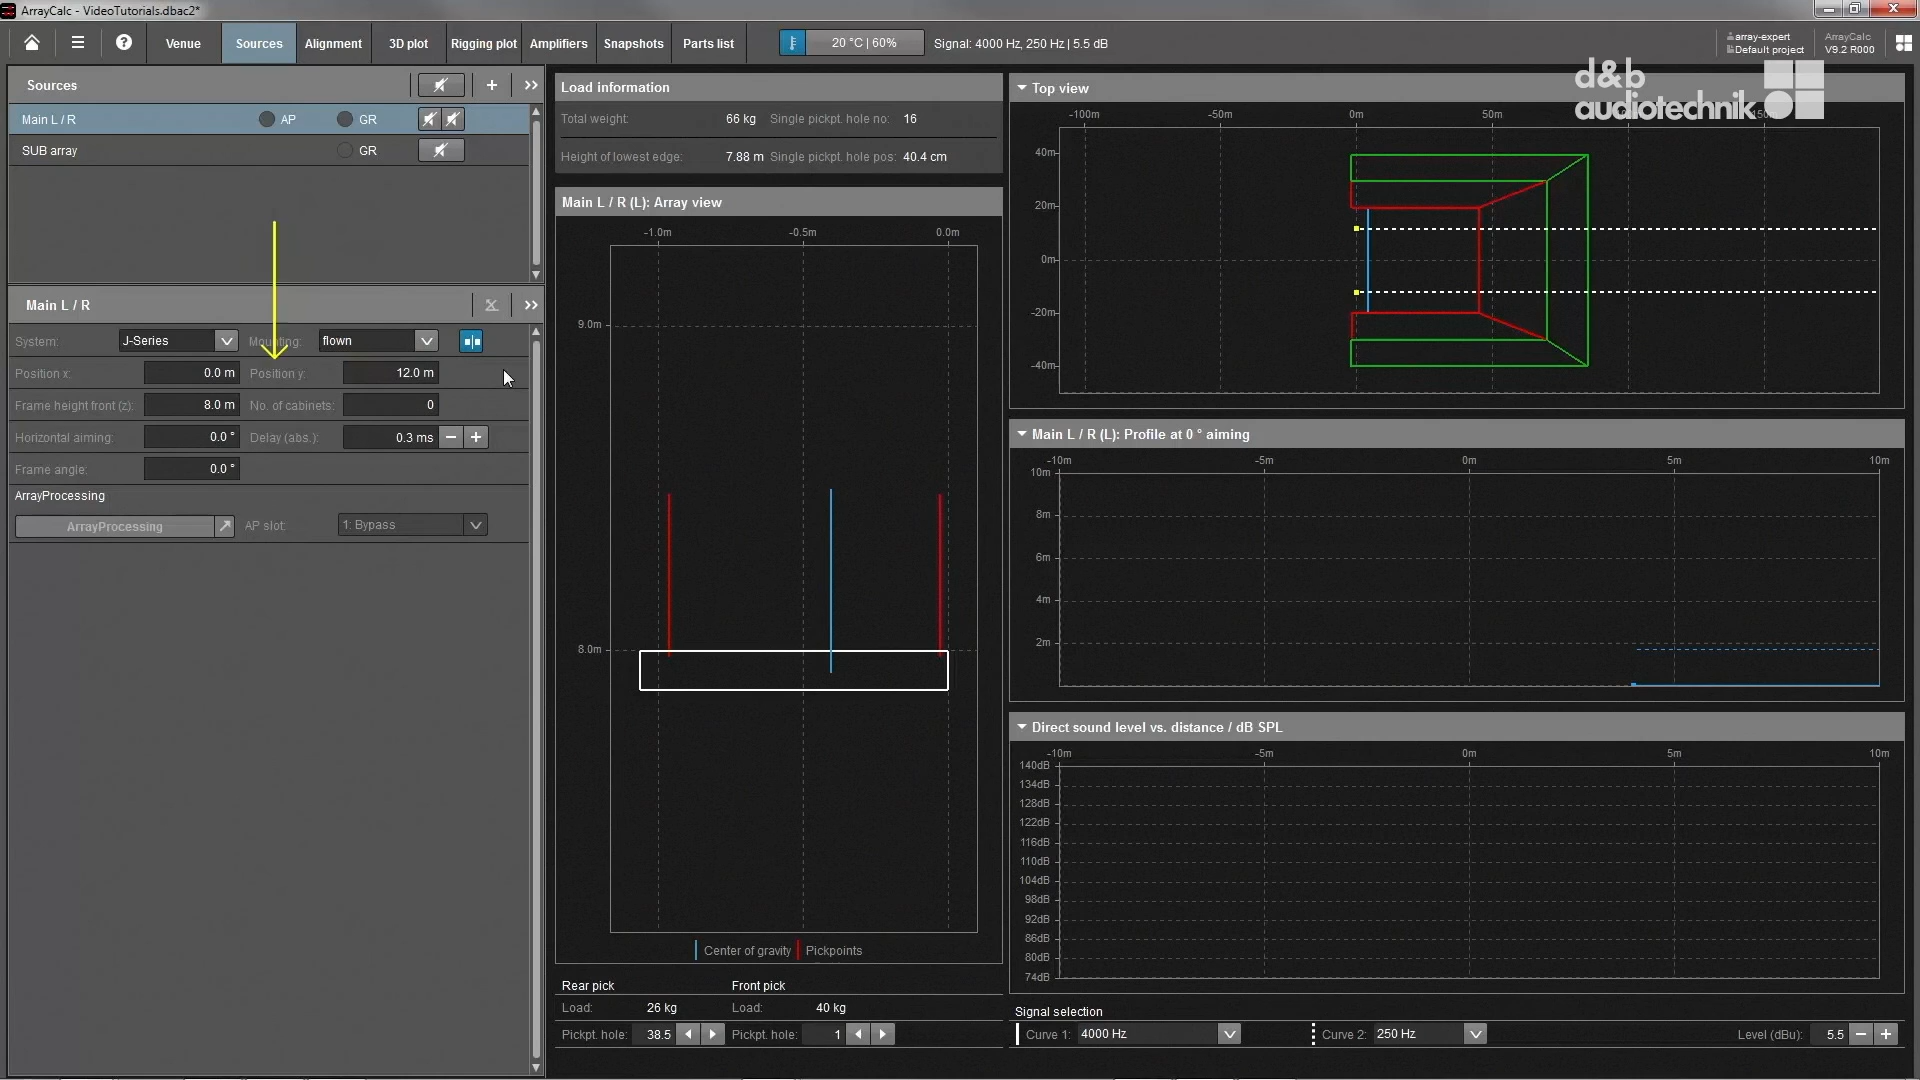 ArrayCalc - VideoTutorials.dbac2*
Venue Sources Alignment 3D plot Rigging plot Amplifiers Snapshots Parts list
20 °C | 60% Signal: 4000 Hz, 250 Hz | 5.5 dB
array-expert
Default project
ArrayCalc
V9.2 R000
d&b
audiotechnik
Sources
Main L / R AP GR
SUB array GR
Main L / R
System: J-Series Mounting: flown
Position x: 0.0 m Position y: 12.0 m
Frame height front (z): 8.0 m No. of cabinets: 0
Horizontal aiming: 0.0 ° Delay (abs.): 0.3 ms
Frame angle: 0.0 °
ArrayProcessing
ArrayProcessing AP slot: 1: Bypass
Load information
Total weight: 66 kg Single pickpt. hole no: 16
Height of lowest edge: 7.88 m Single pickpt. hole pos: 40.4 cm
Main L / R (L): Array view
-1.0m -0.5m 0.0m
9.0m
8.0m
Center of gravity Pickpoints
Rear pick Front pick
Load: 26 kg Load: 40 kg
Pickpt. hole: 38.5 Pickpt. hole: 1
Top view
-100m -50m 0m 50m 150m
40m
20m
0m
-20m
-40m
Main L / R (L): Profile at 0 ° aiming
-10m -5m 0m 5m 10m
10m
8m
6m
4m
2m
Direct sound level vs. distance / dB SPL
-10m -5m 0m 5m 10m
140dB
134dB
128dB
122dB
116dB
110dB
104dB
98dB
92dB
86dB
80dB
74dB
Signal selection
Curve 1: 4000 Hz Curve 2: 250 Hz Level (dBu): 5.5